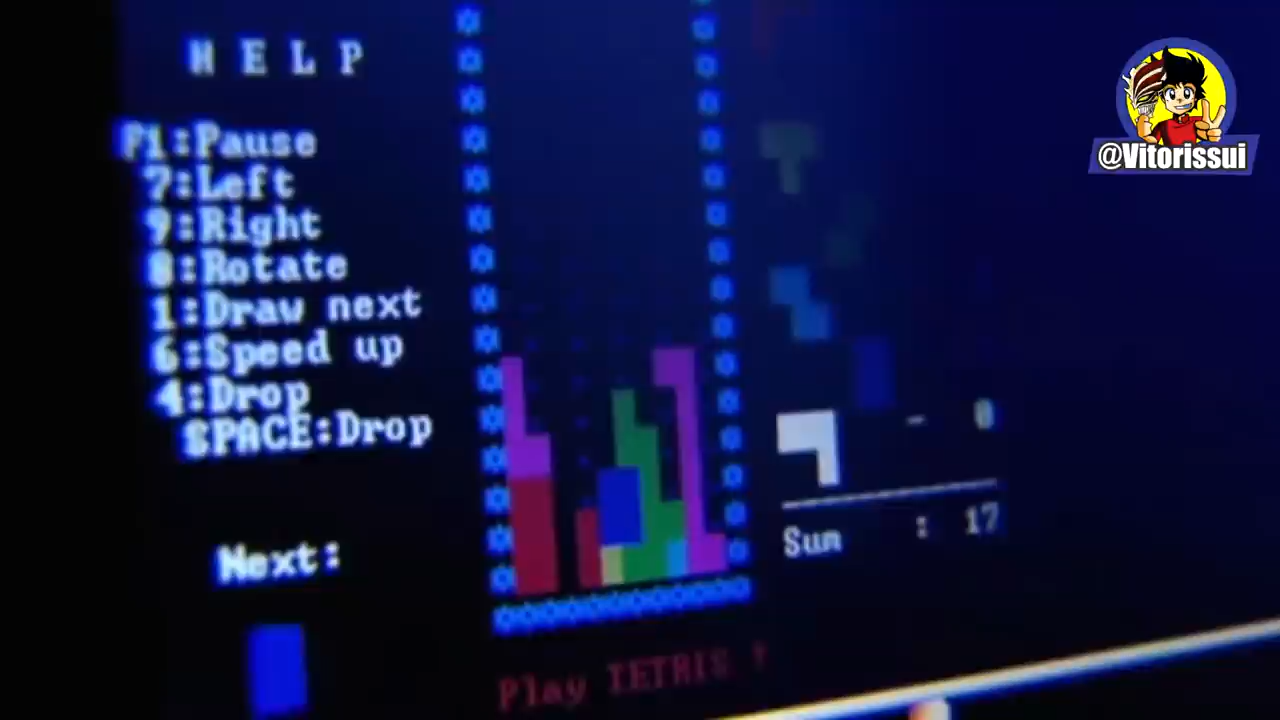 HELP
F1:Pause
7:Left
9:Right
8:Rotate
1:Draw next
6:Speed up
4:Drop
SPACE:Drop
Next:
- 0
Sum : 17
Play TETRIS !
@Vitorissui